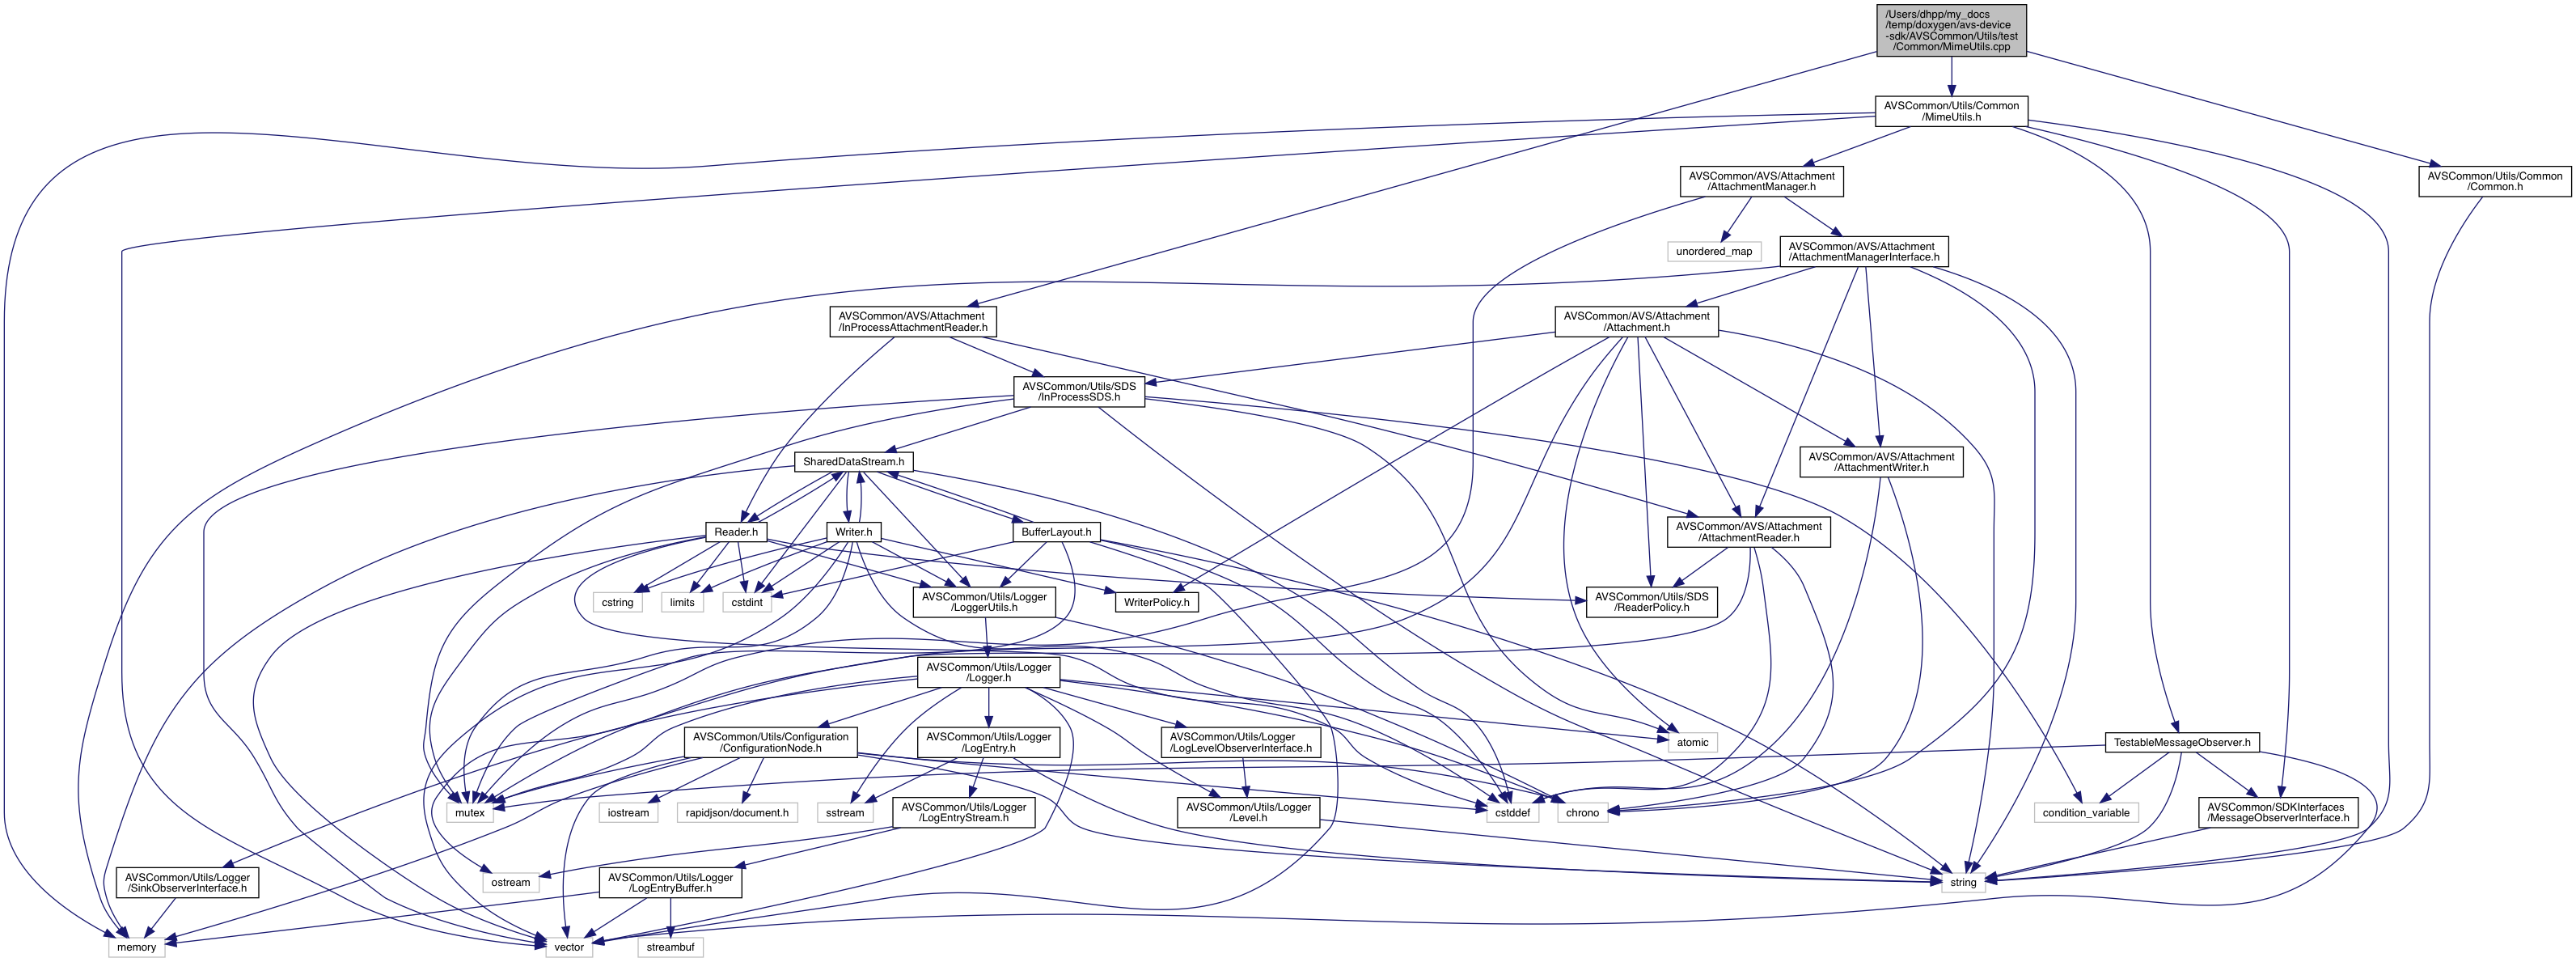 /Users/dhpp/my_docs
/temp/doxygen/avs-device
-sdk/AVSCommon/Utils/test
/Common/MimeUtils.cpp
AVSCommon/Utils/Common
/MimeUtils.h
AVSCommon/AVS/Attachment
/AttachmentManager.h
AVSCommon/Utils/Common
/Common.h
unordered_map
AVSCommon/AVS/Attachment
/AttachmentManagerInterface.h
AVSCommon/AVS/Attachment
/InProcessAttachmentReader.h
AVSCommon/AVS/Attachment
/Attachment.h
AVSCommon/Utils/SDS
/InProcessSDS.h
SharedDataStream.h
AVSCommon/AVS/Attachment
/AttachmentWriter.h
Reader.h
Writer.h
BufferLayout.h
AVSCommon/AVS/Attachment
/AttachmentReader.h
cstring
limits
cstdint
AVSCommon/Utils/Logger
/LoggerUtils.h
WriterPolicy.h
AVSCommon/Utils/SDS
/ReaderPolicy.h
AVSCommon/Utils/Logger
/Logger.h
AVSCommon/Utils/Configuration
/ConfigurationNode.h
AVSCommon/Utils/Logger
/LogEntry.h
AVSCommon/Utils/Logger
/LogLevelObserverInterface.h
atomic
TestableMessageObserver.h
mutex
iostream
rapidjson/document.h
sstream
AVSCommon/Utils/Logger
/LogEntryStream.h
AVSCommon/Utils/Logger
/Level.h
cstddef
chrono
condition_variable
AVSCommon/SDKInterfaces
/MessageObserverInterface.h
AVSCommon/Utils/Logger
/SinkObserverInterface.h
ostream
AVSCommon/Utils/Logger
/LogEntryBuffer.h
string
memory
vector
streambuf